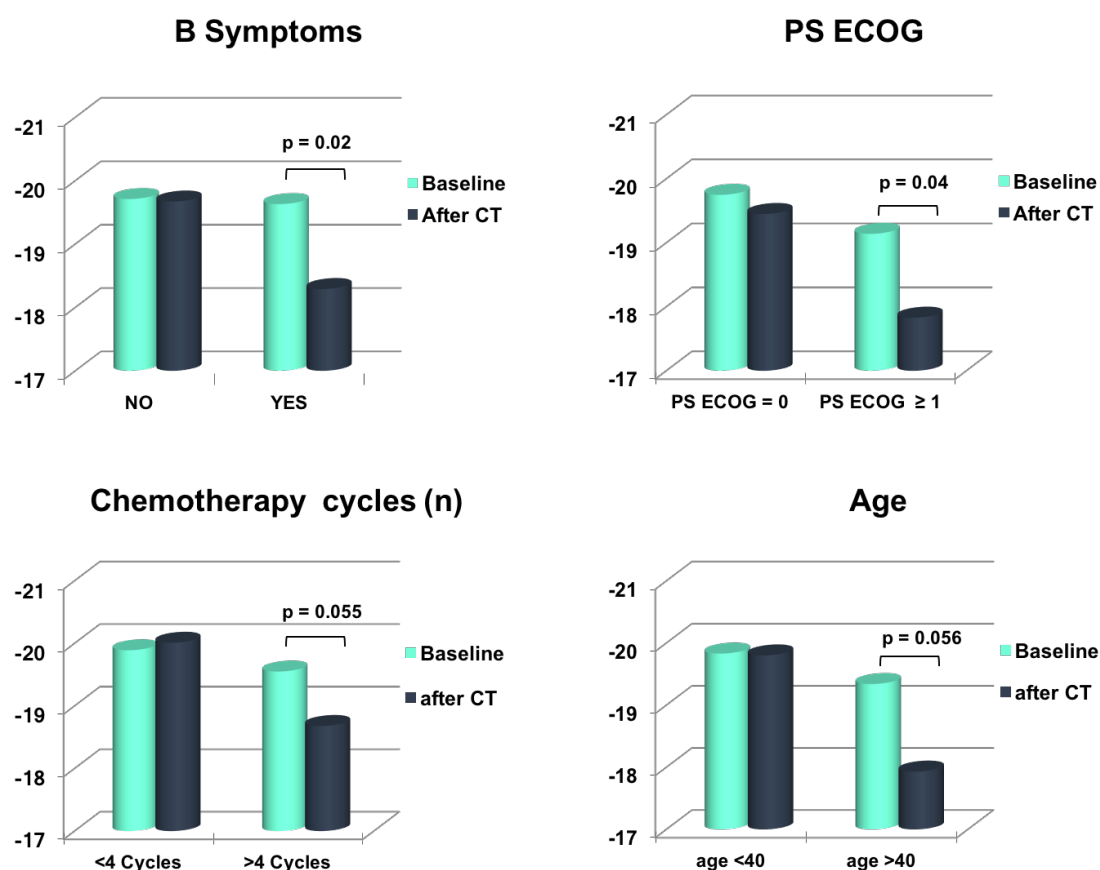 B Symptoms
-21
-20
-19
-18
-17
p = 0.02
Baseline
After CT
NO
YES
PS ECOG
-21
-20
-19
-18
-17
p = 0.04
Baseline
After CT
PS ECOG = 0
PS ECOG ≥ 1
Chemotherapy cycles (n)
-21
-20
-19
-18
-17
p = 0.055
Baseline
after CT
<4 Cycles
>4 Cycles
Age
-21
-20
-19
-18
-17
p = 0.056
Baseline
after CT
age <40
age >40